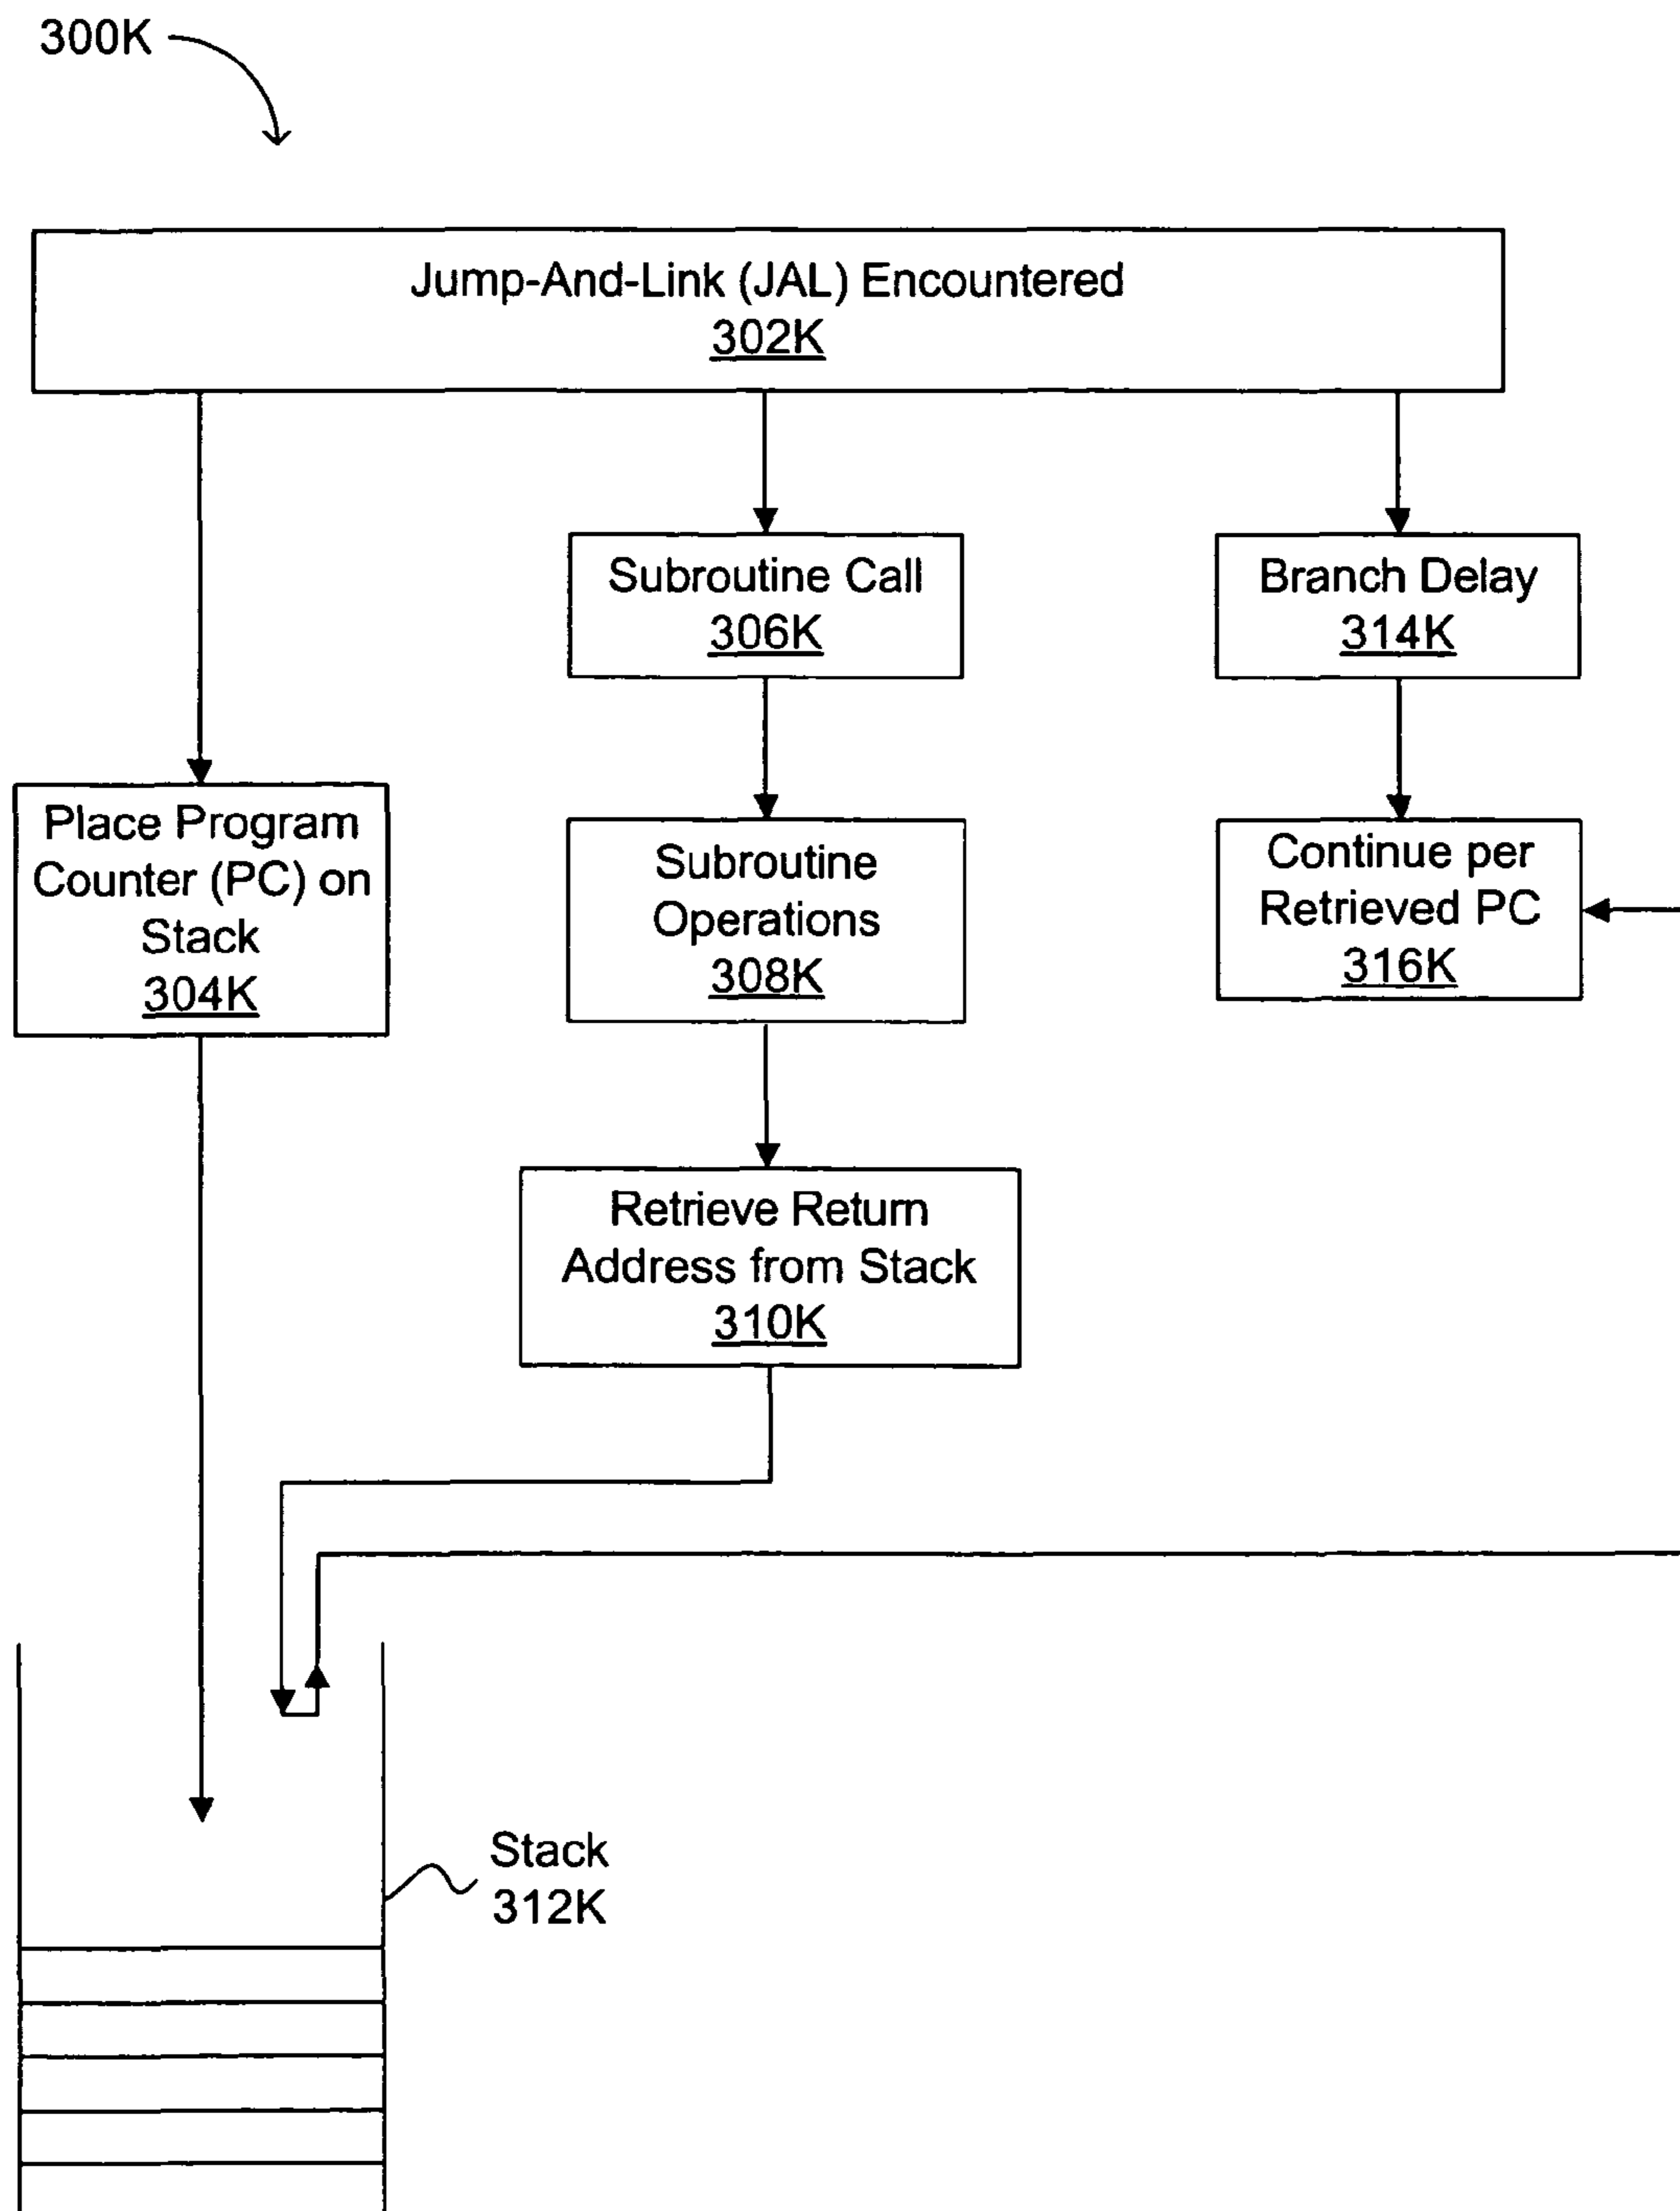 300K
Jump-And-Link (JAL) Encountered
302K
Subroutine Call
306K
Branch Delay
314K
Place Program
Counter (PC) on
Stack
304K
Subroutine
Operations
308K
Continue per
Retrieved PC
316K
Retrieve Return
Address from Stack
310K
Stack
312K